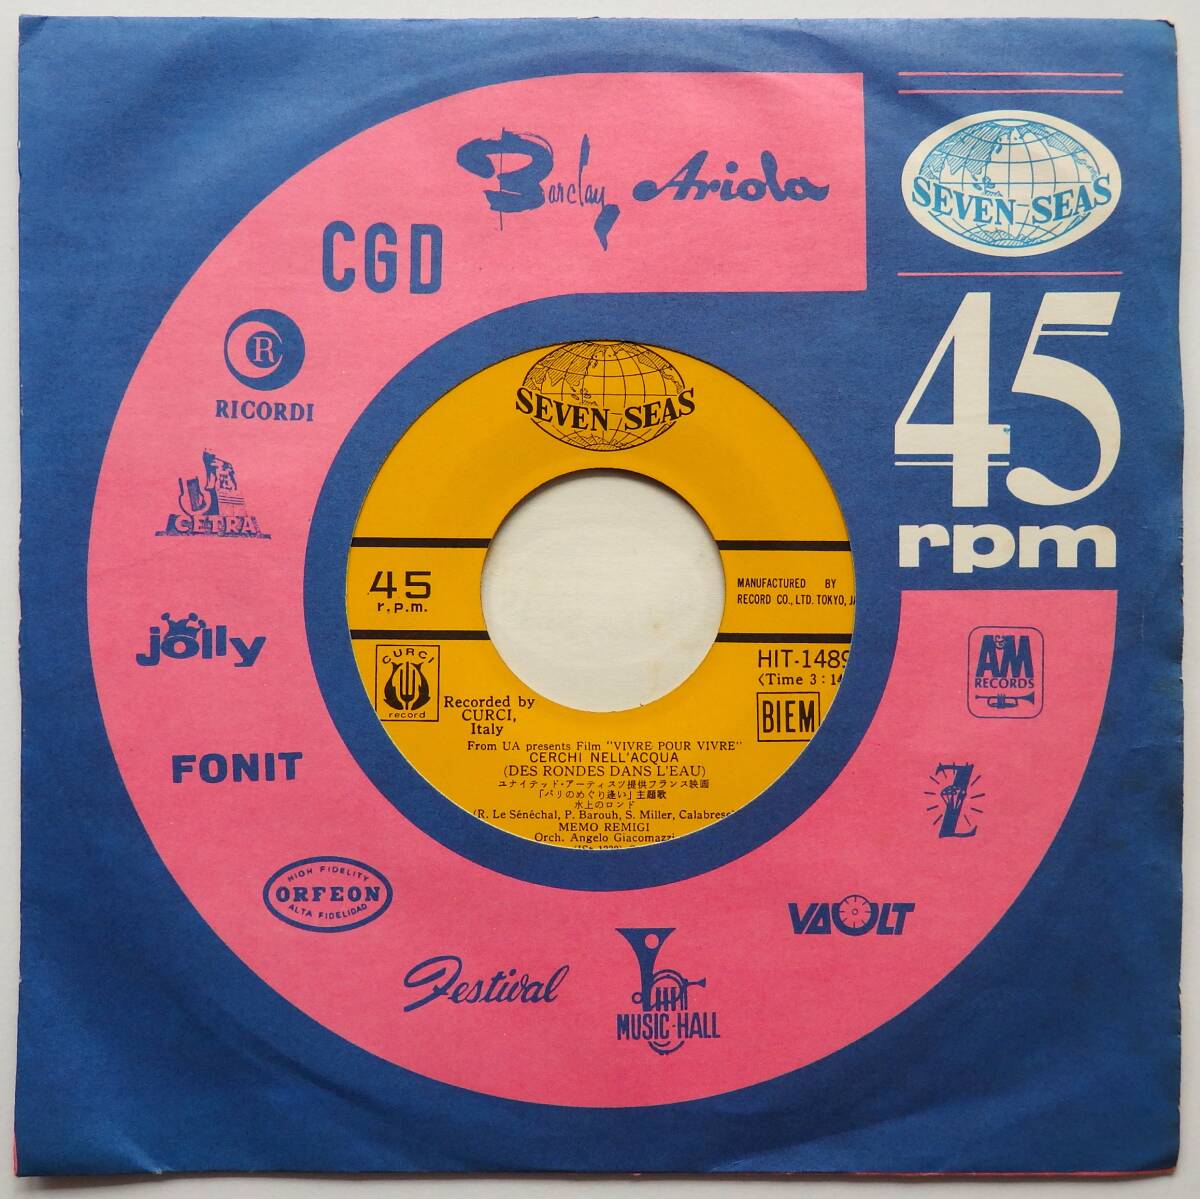 Barclay
Ariola
CGD
SEVEN SEAS
R
RICORDI
45
rpm
CETRA
SEVEN SEAS
45
r.p.m.
MANUFACTURED BY
RECORD CO., LTD. TOKYO,
jolly
A&M
RECORDS
CURCI
record
HIT-1489
(Time 3:14
Recorded by
CURCI,
Italy
BIEM
FONIT
From UA presents Film "VIVRE POUR VIVRE"
CERCHI NELL'ACQUA
(DES RONDES DANS L'EAU)
ユナイテッド・アーティスツ提供フランス映画
「パリのめぐり逢い」主題歌
水上のロンド
(R. Le Sénéchal, P. Barouh, S. Miller, Calabrese)
MEMO REMIGI
Orch. Angelo Giacomazzi
Z
HIGH FIDELITY
ORFEON
ALTA FIDELIDAD
VAULT
Festival
MUSIC-HALL